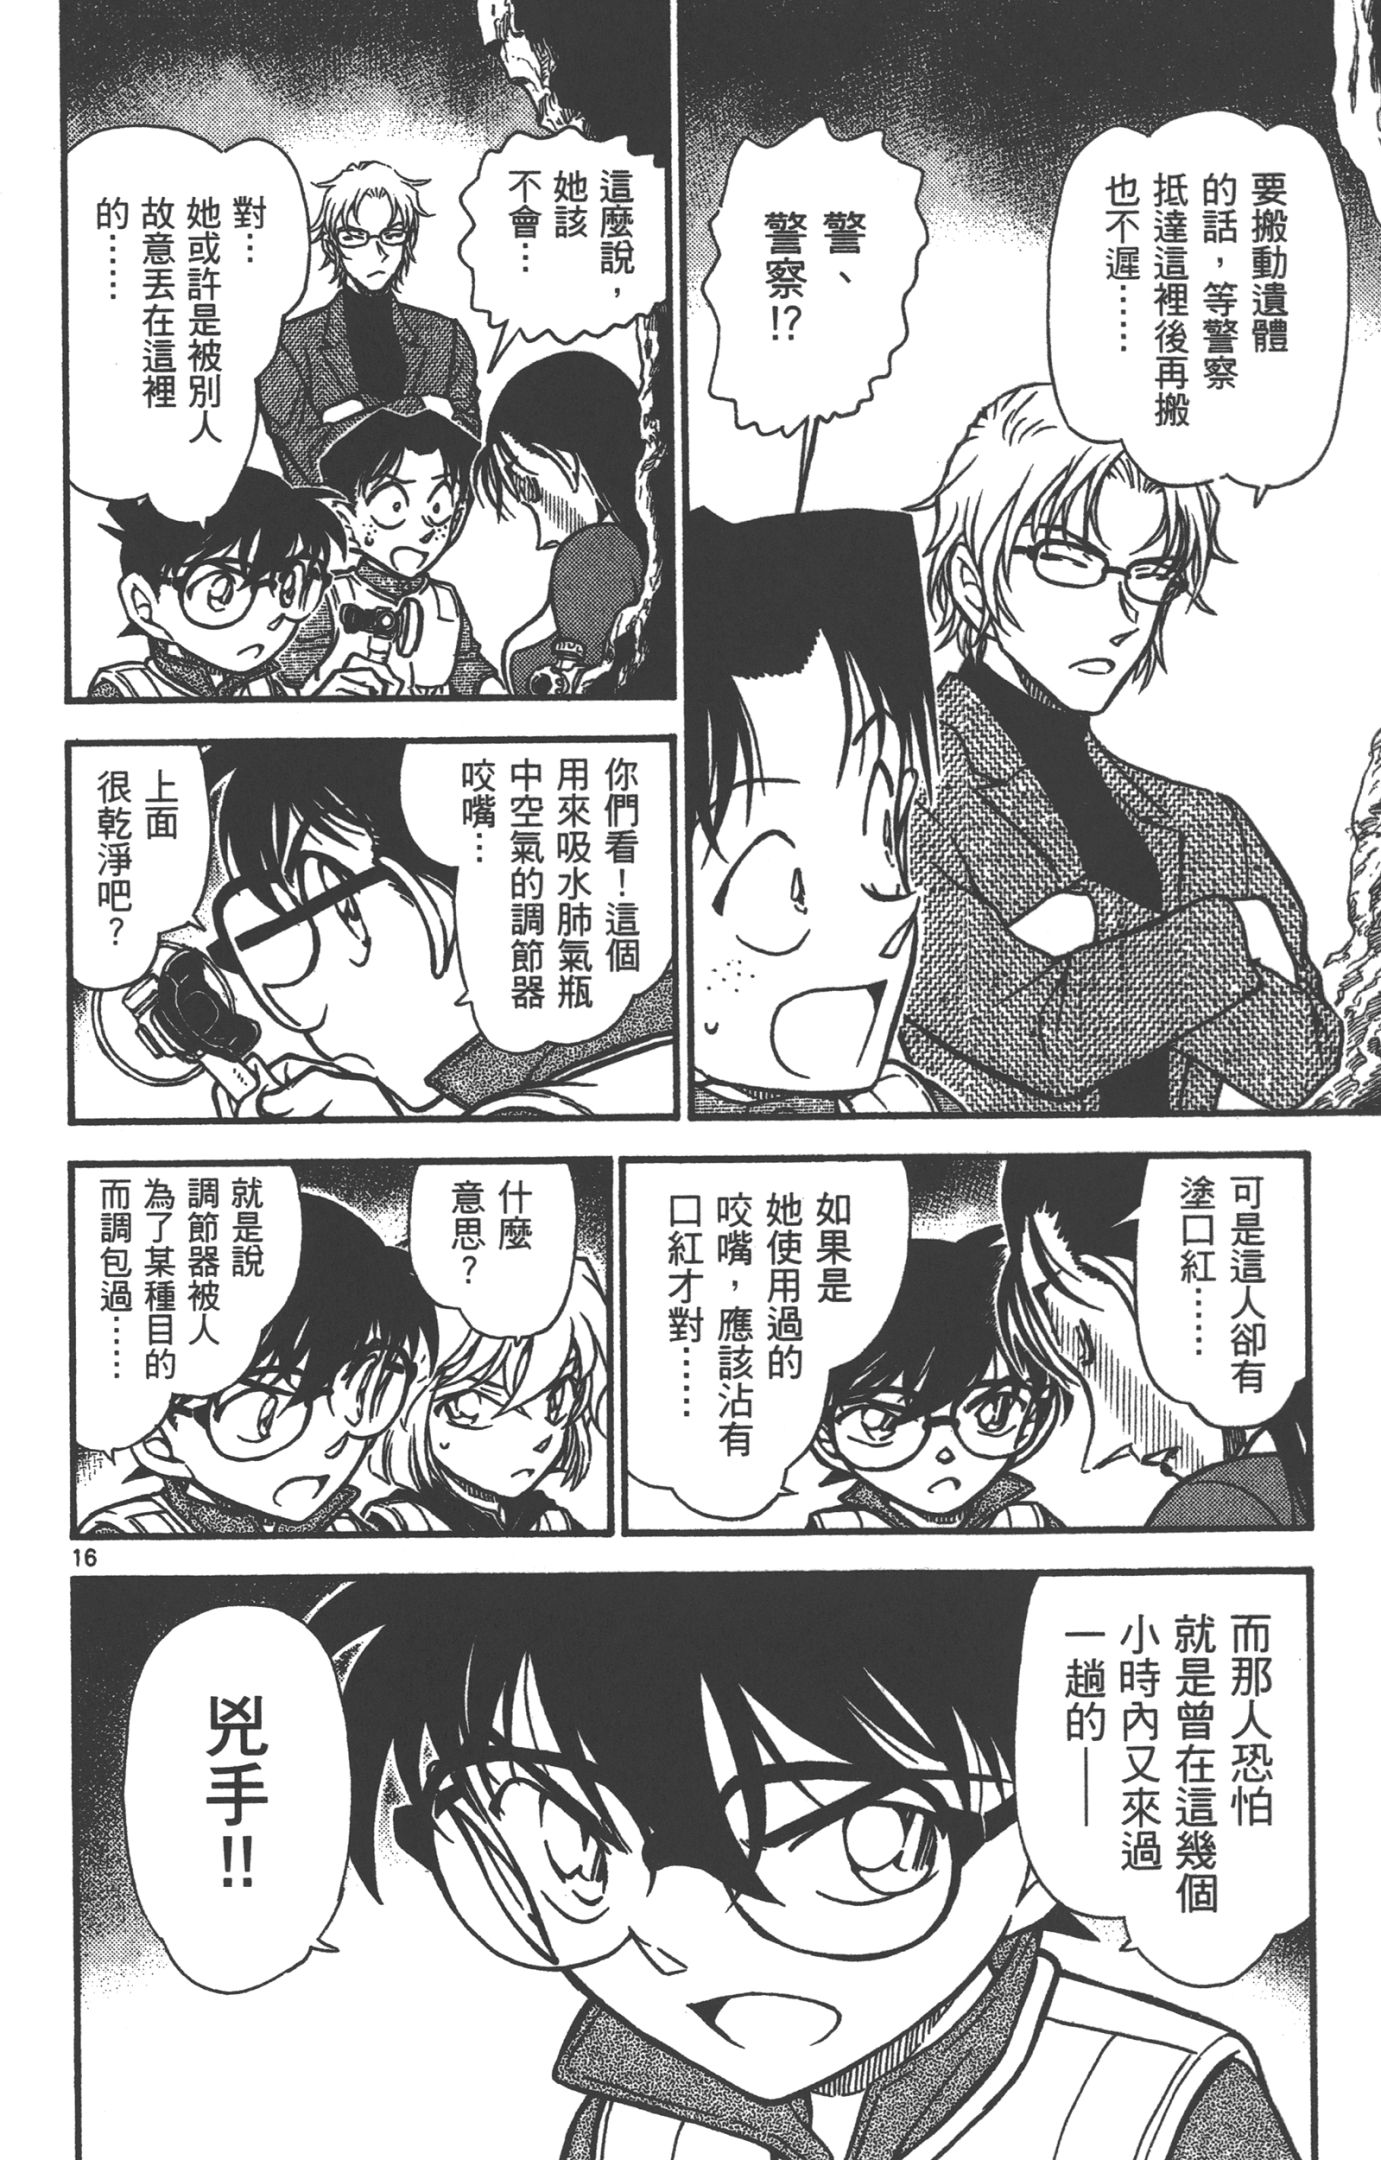 要搬動遺體
的話，等警察
抵達這裡後再搬
也不遲……
警、
警察!?
這麼說，
她該
不會…
對…
她或許是被別人
故意丟在這裡
的……
你們看！這個
用來吸水肺氣瓶
中空氣的調節器
咬嘴…
上面
很乾淨吧？
可是這人卻有
塗口紅……
如果是
她使用過的
咬嘴，應該沾有
口紅才對……
什麼
意思？
就是說
調節器被人
為了某種目的
而調包過……
而那人恐怕
就是曾在這幾個
小時內又來過
一趟的——
兇手!!
16